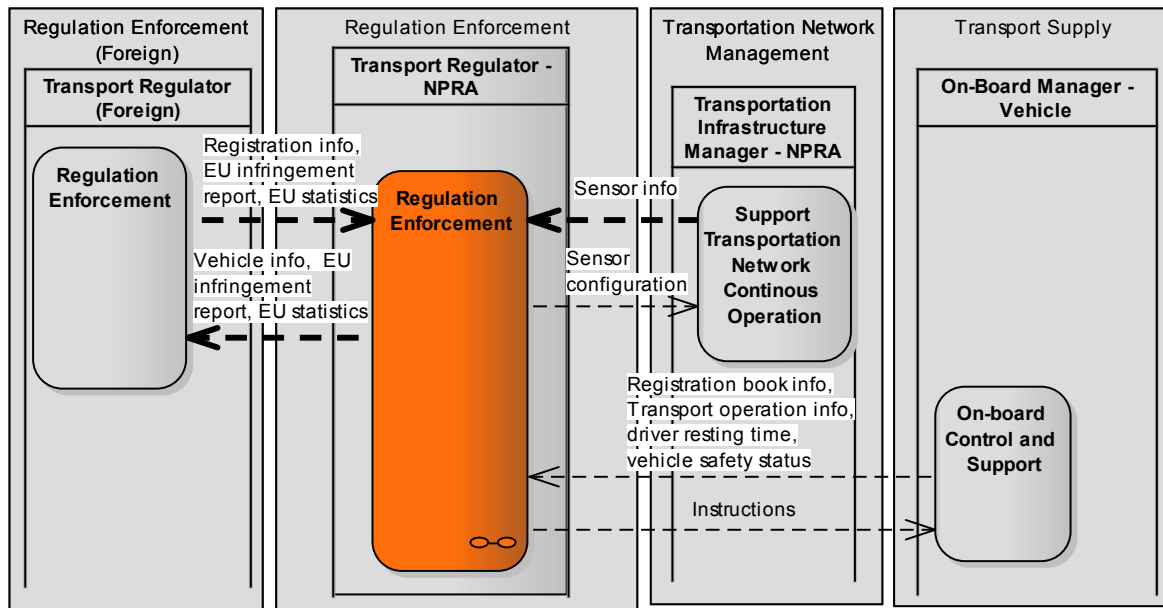 Regulation Enforcement
(Foreign)
Transport Regulator
(Foreign)
Regulation
Enforcement
Registration info,
EU infringement
report, EU statistics
Vehicle info, EU
infringement
report, EU statistics
Regulation Enforcement
Transport Regulator -
NPRA
Regulation
Enforcement
Sensor info
Sensor
configuration
Transportation Network
Management
Transportation
Infrastructure
Manager - NPRA
Support
Transportation
Network
Continous
Operation
Registration book info,
Transport operation info,
driver resting time,
vehicle safety status
Instructions
Transport Supply
On-Board Manager -
Vehicle
On-board
Control and
Support